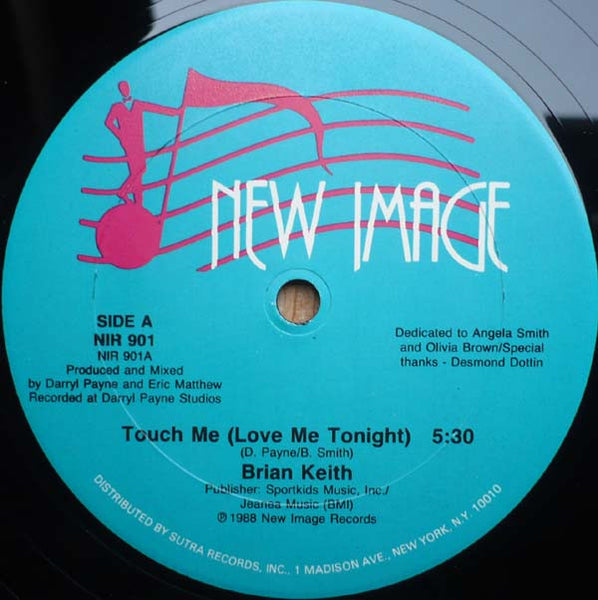 NEW IMAGE
SIDE A
NIR 901
NIR 901A
Produced and Mixed
by Darryl Payne and Eric Matthew
Recorded at Darryl Payne Studios
Dedicated to Angela Smith
and Olivia Brown/Special
thanks - Desmond Dottin
Touch Me (Love Me Tonight) 5:30
(D. Payne/B. Smith)
Brian Keith
Publisher: Sportkids Music, Inc./
Jeanea Music (BMI)
℗ 1988 New Image Records
DISTRIBUTED BY SUTRA RECORDS, INC., 1 MADISON AVE., NEW YORK, N.Y. 10010